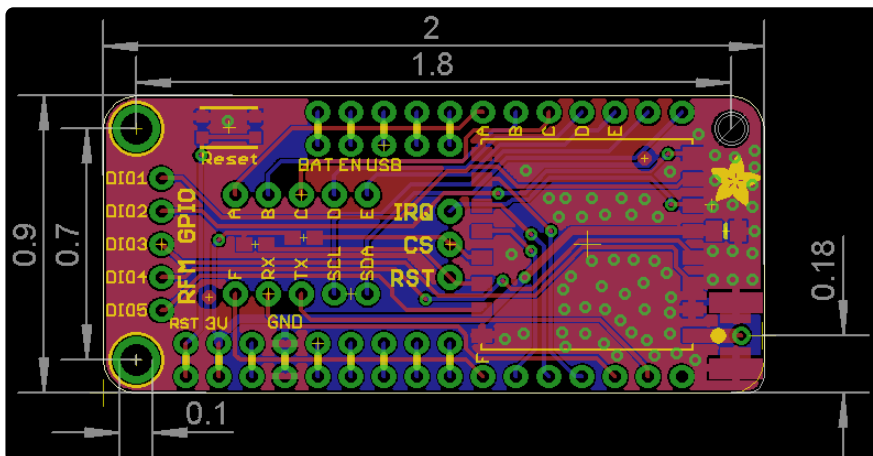 2
1.8
0.9
0.7
0.18
0.1
Reset
BAT EN USB
A B C D E
DIO1
DIO2
DIO3
DIO4
DIO5
RFM GPIO
A B C D E
IRQ
CS
RST
F RX TX SCL SDA
RST 3V GND
F